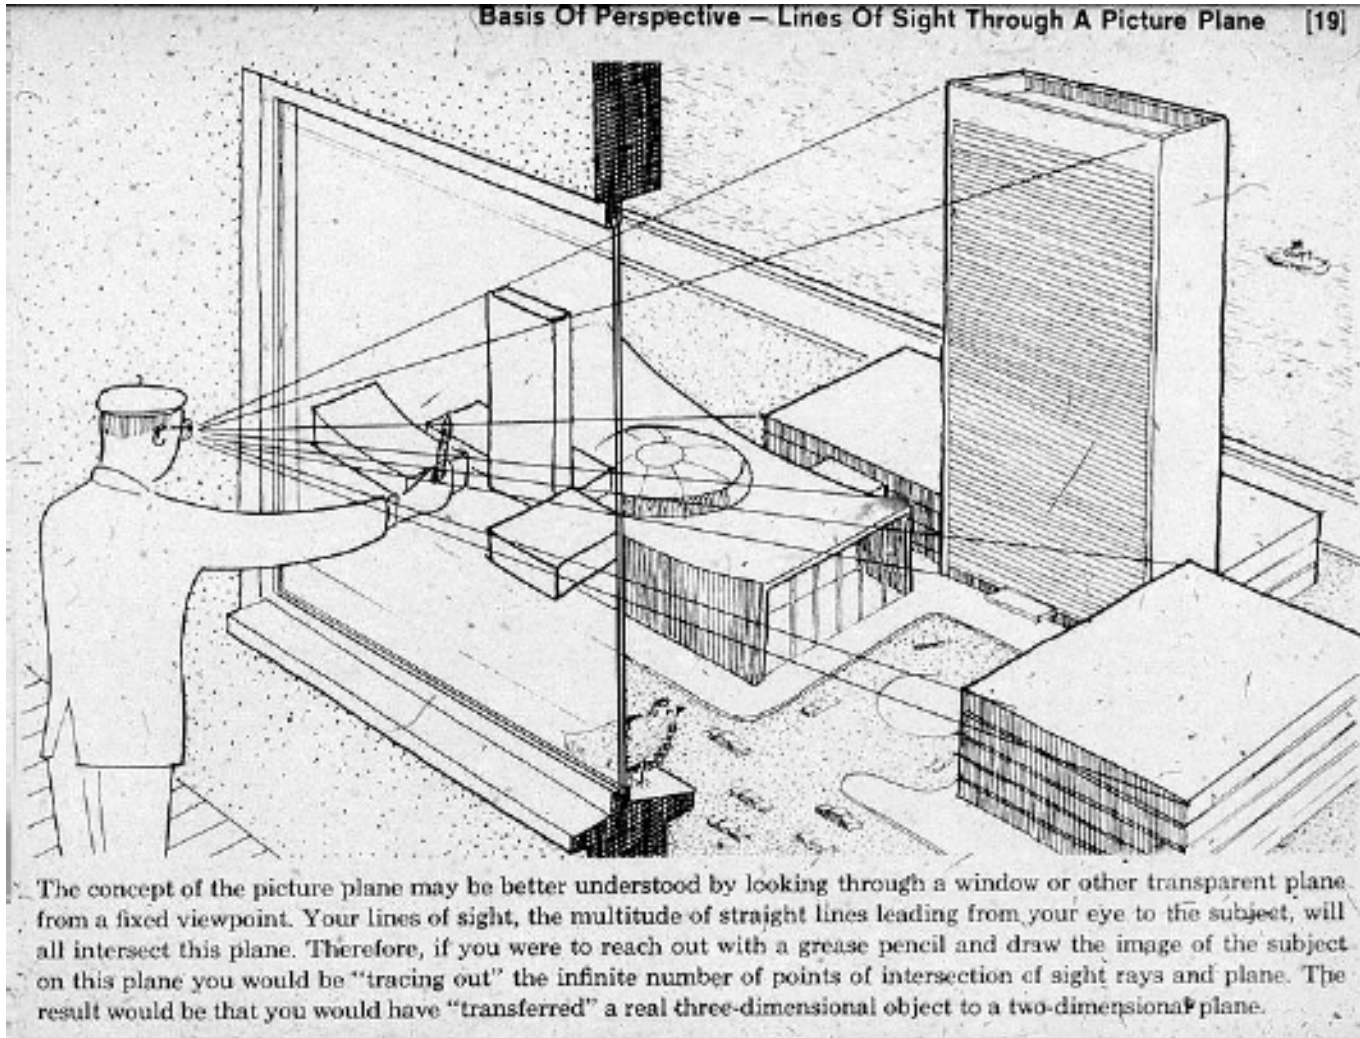 Basis Of Perspective — Lines Of Sight Through A Picture Plane [19]
The concept of the picture plane may be better understood by looking through a window or other transparent plane
from a fixed viewpoint. Your lines of sight, the multitude of straight lines leading from your eye to the subject, will
all intersect this plane. Therefore, if you were to reach out with a grease pencil and draw the image of the subject
on this plane you would be “tracing out” the infinite number of points of intersection of sight rays and plane. The
result would be that you would have “transferred” a real three-dimensional object to a two-dimensional plane.